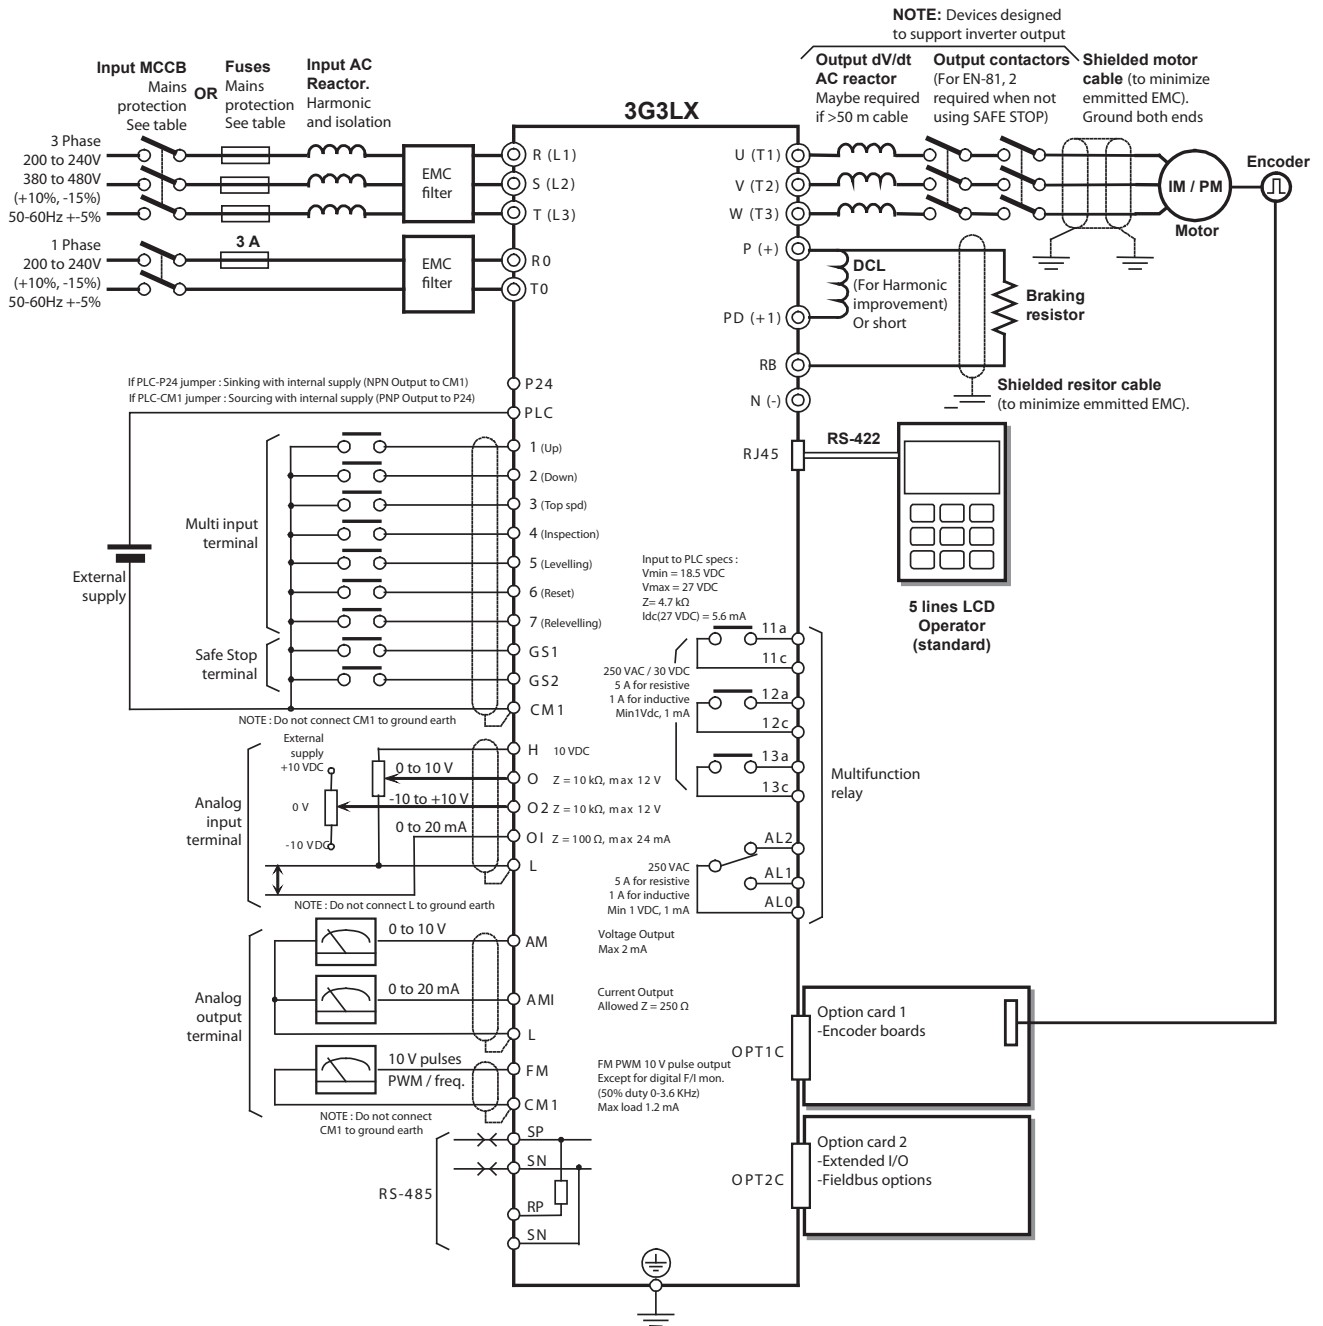 NOTE: Devices designed
to support inverter output
Input MCCB
Mains
protection
See table
OR
Fuses
Mains
protection
See table
Input AC
Reactor.
Harmonic
and isolation
3G3LX
Output dV/dt
AC reactor
Maybe required
if >50 m cable
Output contactors
(For EN-81, 2
required when not
using SAFE STOP)
Shielded motor
cable (to minimize
emmitted EMC).
Ground both ends
3 Phase
200 to 240V
380 to 480V
(+10%, -15%)
50-60Hz +-5%
EMC
filter
R (L1)
S (L2)
T (L3)
U (T1)
V (T2)
W (T3)
IM / PM
Motor
Encoder
1 Phase
200 to 240V
(+10%, -15%)
50-60Hz +-5%
3 A
EMC
filter
R0
T0
P (+)
PD (+1)
RB
N (-)
DCL
(For Harmonic
improvement)
Or short
Braking
resistor
Shielded resitor cable
(to minimize emmitted EMC).
If PLC-P24 jumper : Sinking with internal supply (NPN Output to CM1)
If PLC-CM1 jumper : Sourcing with internal supply (PNP Output to P24)
P24
PLC
RJ45
RS-422
5 lines LCD
Operator
(standard)
Multi input
terminal
External
supply
Safe Stop
terminal
1 (Up)
2 (Down)
3 (Top spd)
4 (Inspection)
5 (Levelling)
6 (Reset)
7 (Relevelling)
GS1
GS2
CM1
NOTE : Do not connect CM1 to ground earth
Input to PLC specs :
Vmin = 18.5 VDC
Vmax = 27 VDC
Z= 4.7 kΩ
Idc(27 VDC) = 5.6 mA
250 VAC / 30 VDC
5 A for resistive
1 A for inductive
Min1Vdc, 1 mA
11a
11c
12a
12c
13a
13c
Multifunction
relay
250 VAC
5 A for resistive
1 A for inductive
Min 1 VDC, 1 mA
AL2
AL1
AL0
Analog
input
terminal
External
supply
+10 VDC
0 V
-10 VDC
0 to 10 V
-10 to +10 V
0 to 20 mA
H 10 VDC
O Z = 10 kΩ, max 12 V
O2 Z = 10 kΩ, max 12 V
OI Z = 100 Ω, max 24 mA
L
NOTE : Do not connect L to ground earth
Analog
output
terminal
0 to 10 V
0 to 20 mA
10 V pulses
PWM / freq.
AM
AMI
L
FM
CM1
Voltage Output
Max 2 mA
Current Output
Allowed Z = 250 Ω
FM PWM 10 V pulse output
Except for digital F/I mon.
(50% duty 0-3.6 KHz)
Max load 1.2 mA
NOTE : Do not connect
CM1 to ground earth
RS-485
SP
SN
RP
SN
OPT1C
Option card 1
-Encoder boards
OPT2C
Option card 2
-Extended I/O
-Fieldbus options